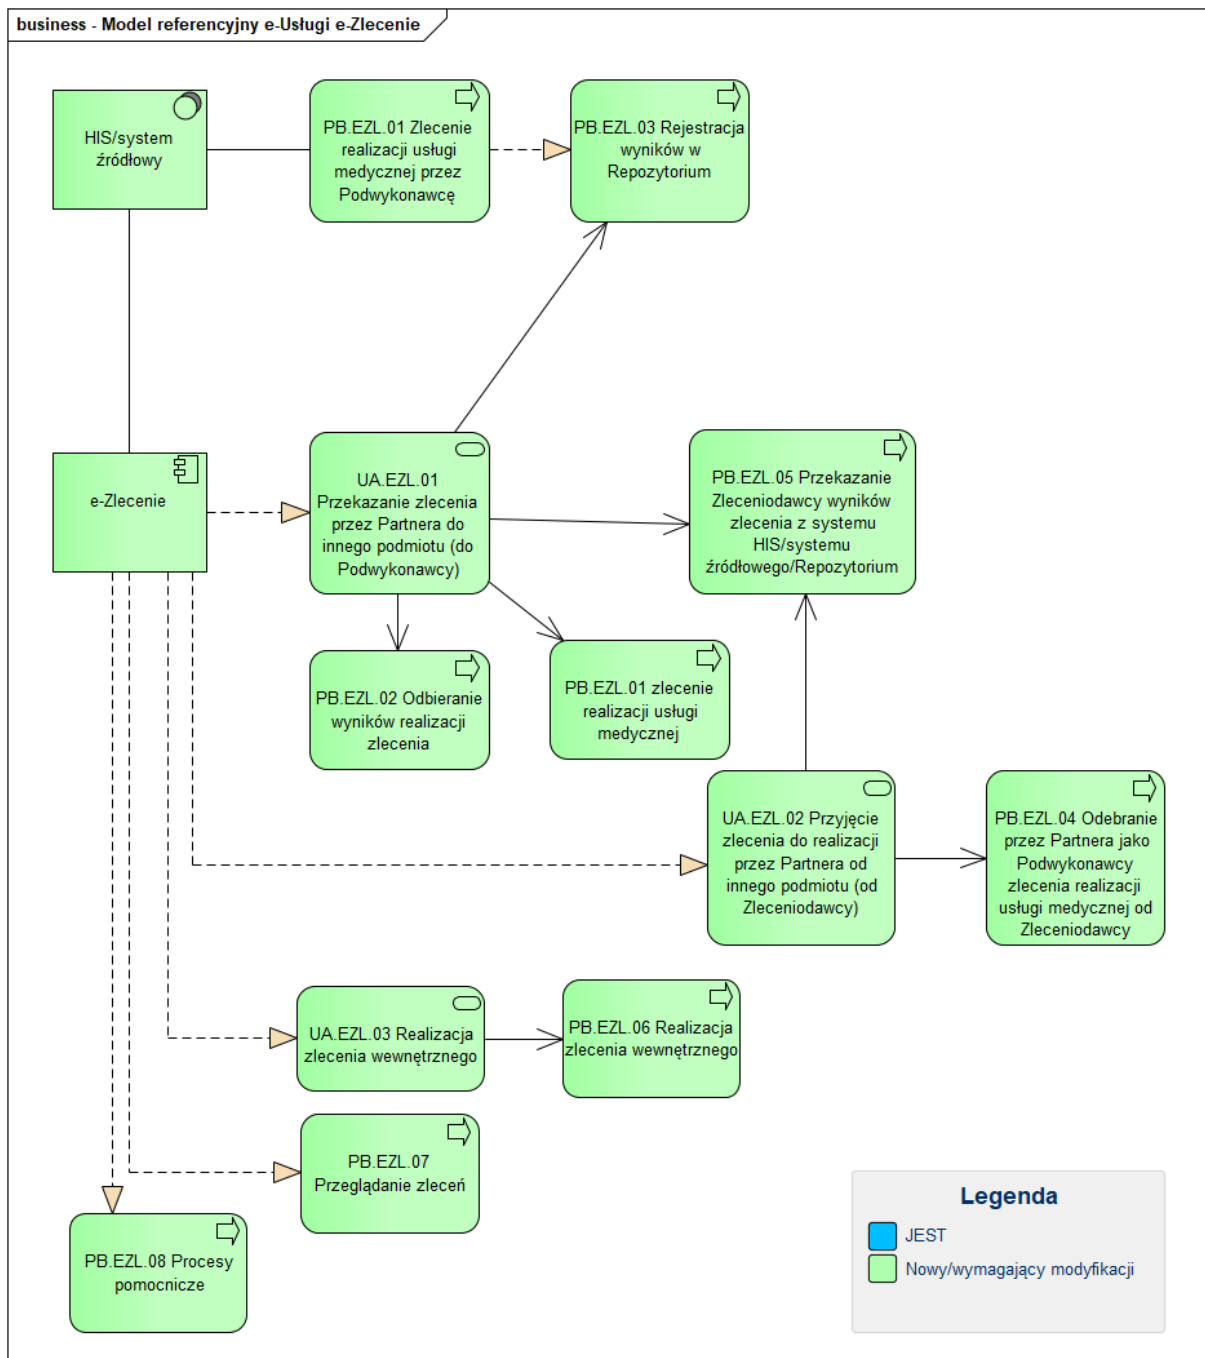 business - Model referencyjny e-Usługi e-Zlecenie
HIS/system
źródłowy
PB.EZL.01 Zlecenie
realizacji usługi
medycznej przez
Podwykonawcę
PB.EZL.03 Rejestracja
wyników w
Repozytorium
e-Zlecenie
UA.EZL.01
Przekazanie zlecenia
przez Partnera do
innego podmiotu (do
Podwykonawcy)
PB.EZL.05 Przekazanie
Zleceniodawcy wyników
zlecenia z systemu
HIS/systemu
źródłowego/Repozytorium
PB.EZL.02 Odbieranie
wyników realizacji
zlecenia
PB.EZL.01 zlecenie
realizacji usługi
medycznej
UA.EZL.02 Przyjęcie
zlecenia do realizacji
przez Partnera od
innego podmiotu (od
Zleceniodawcy)
PB.EZL.04 Odebranie
przez Partnera jako
Podwykonawcy
zlecenia realizacji
usługi medycznej od
Zleceniodawcy
UA.EZL.03 Realizacja
zlecenia wewnętrznego
PB.EZL.06 Realizacja
zlecenia wewnętrznego
PB.EZL.07
Przeglądanie zleceń
PB.EZL.08 Procesy
pomocnicze
Legenda
JEST
Nowy/wymagający modyfikacji